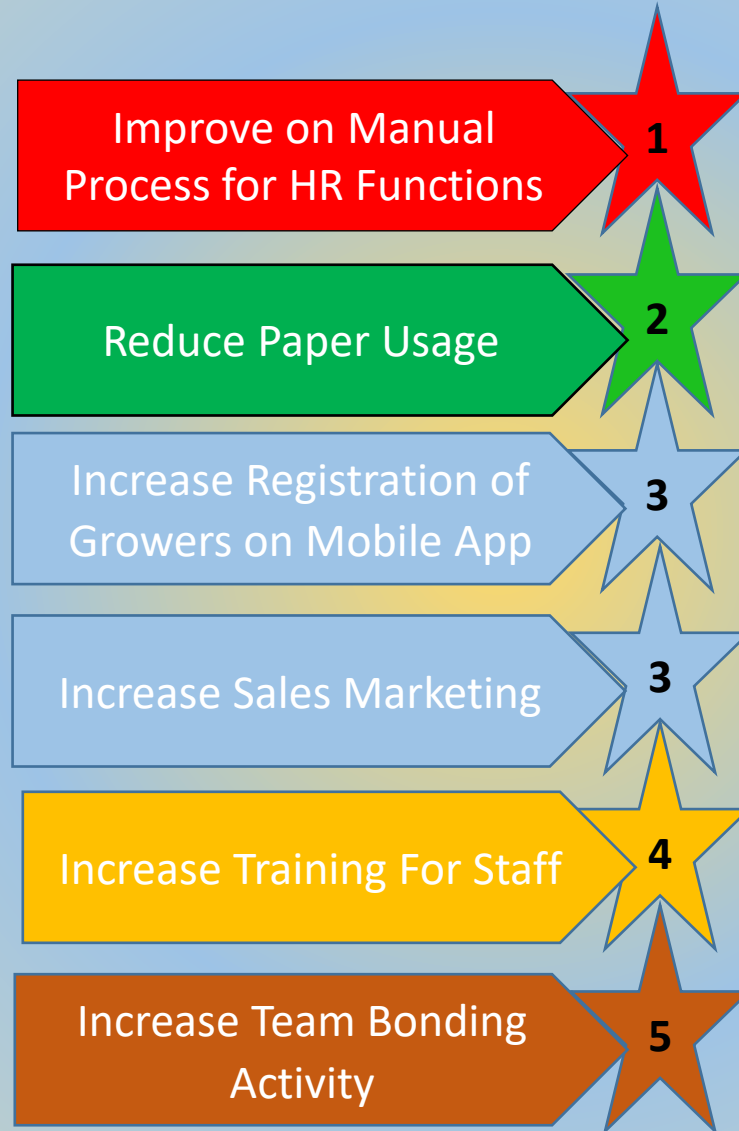 Improve on Manual
Process for HR Functions
1
Reduce Paper Usage
2
Increase Registration of
Growers on Mobile App
3
Increase Sales Marketing
3
Increase Training For Staff
4
Increase Team Bonding
Activity
5